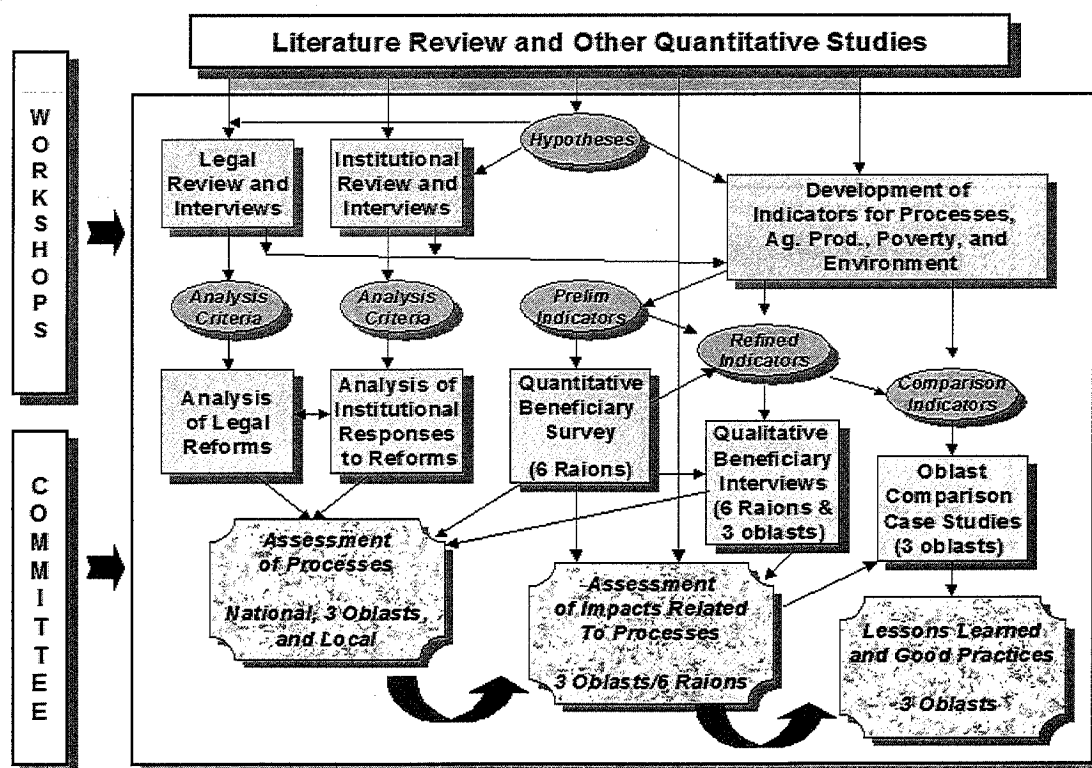 Literature Review and Other Quantitative Studies
WORKSHOPS
Hypotheses
Legal
Review and
Interviews
Institutional
Review and
Interviews
Development of
Indicators for Processes,
Ag. Prod., Poverty, and
Environment
Analysis
Criteria
Analysis
Criteria
Prelim
Indicators
Refined
Indicators
Comparison
Indicators
Analysis
of Legal
Reforms
Analysis of
Institutional
Responses
to Reforms
Quantitative
Beneficiary
Survey
(6 Raions)
Qualitative
Beneficiary
Interviews
(6 Raions &
3 oblasts)
Oblast
Comparison
Case Studies
(3 oblasts)
COMMITTEE
Assessment
of Processes
National, 3 Oblasts,
and Local
Assessment
of Impacts Related
To Processes
3 Oblasts/6 Raions
Lessons Learned
and Good Practices
3 Oblasts